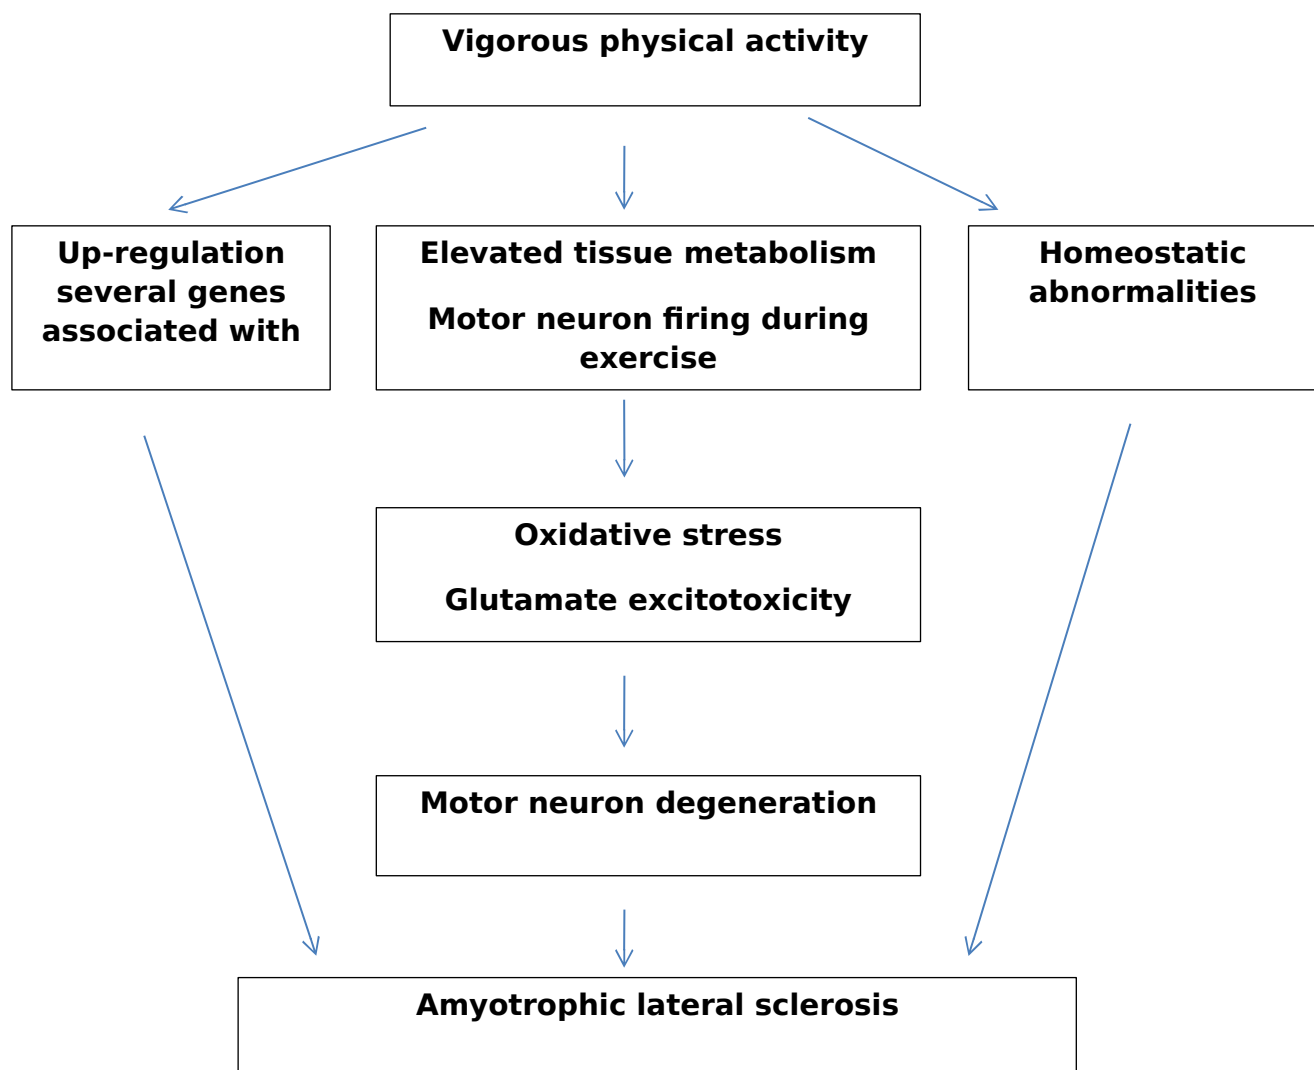 Vigorous physical activity
Up-regulation
several genes
associated with
Elevated tissue metabolism
Motor neuron firing during
exercise
Homeostatic
abnormalities
Oxidative stress
Glutamate excitotoxicity
Motor neuron degeneration
Amyotrophic lateral sclerosis